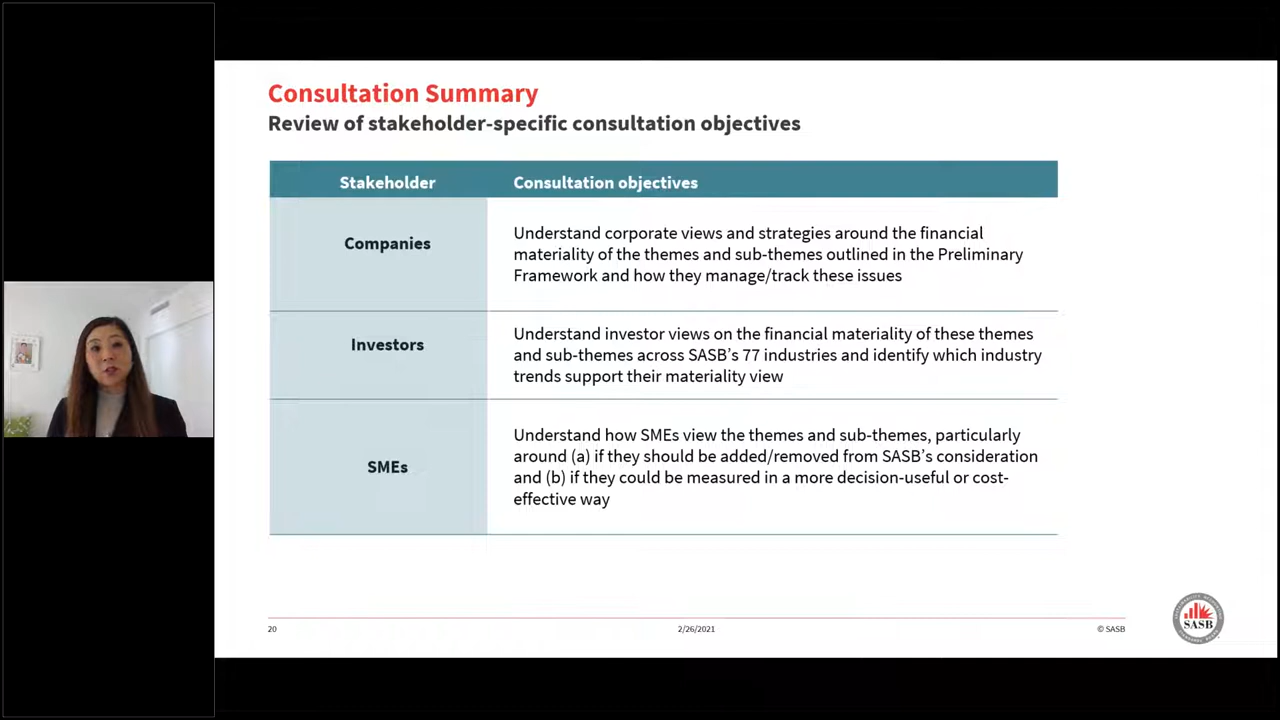 Consultation Summary
Review of stakeholder-specific consultation objectives
Stakeholder
Consultation objectives
Companies
Understand corporate views and strategies around the financial
materiality of the themes and sub-themes outlined in the Preliminary
Framework and how they manage/track these issues
Investors
Understand investor views on the financial materiality of these themes
and sub-themes across SASB’s 77 industries and identify which industry
trends support their materiality view
SMEs
Understand how SMEs view the themes and sub-themes, particularly
around (a) if they should be added/removed from SASB’s consideration
and (b) if they could be measured in a more decision-useful or cost-
effective way
20
2/26/2021
© SASB
SASB